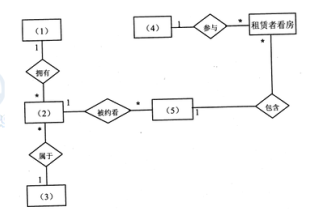 (1)
(4)
1
参与
*
租赁者看房
1
*
拥有
*
(2)
1
被约看
*
(5)
1
包含
*
属于
1
(3)